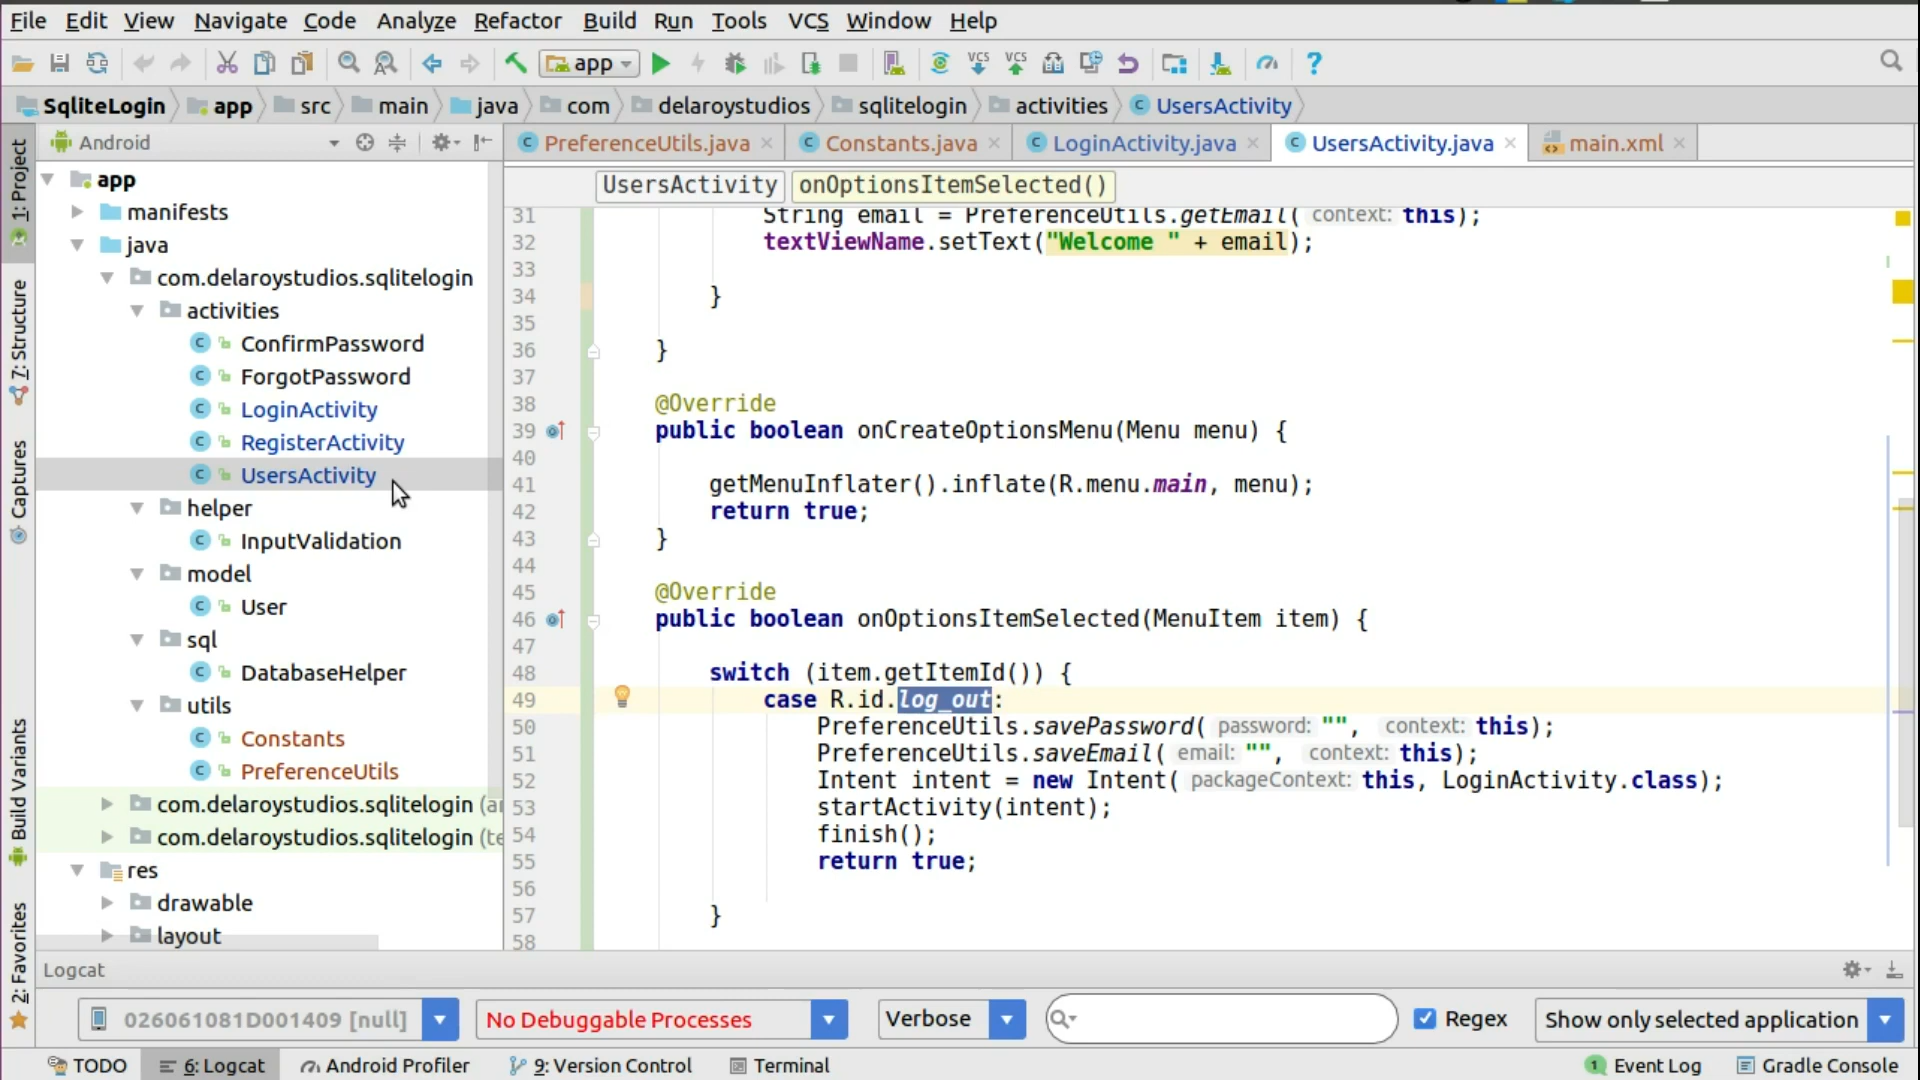 File Edit View Navigate Code Analyze Refactor Build Run Tools VCS Window Help
app VCS VCS ?
SqliteLogin app src main java com delaroystudios sqlitelogin activities UsersActivity
Android
PreferenceUtils.java Constants.java LoginActivity.java UsersActivity.java main.xml
UsersActivity onOptionsItemSelected()
1: Project
7: Structure
Captures
Build Variants
2: Favorites
app
manifests
java
com.delaroystudios.sqlitelogin
activities
ConfirmPassword
ForgotPassword
LoginActivity
RegisterActivity
UsersActivity
helper
InputValidation
model
User
sql
DatabaseHelper
utils
Constants
PreferenceUtils
com.delaroystudios.sqlitelogin (ar
com.delaroystudios.sqlitelogin (te
res
drawable
layout
31 String email = PreferenceUtils.getEmail( context: this);
32 textViewName.setText("Welcome " + email);
33
34 }
35
36 }
37
38 @Override
39 public boolean onCreateOptionsMenu(Menu menu) {
40
41 getMenuInflater().inflate(R.menu.main, menu);
42 return true;
43 }
44
45 @Override
46 public boolean onOptionsItemSelected(MenuItem item) {
47
48 switch (item.getItemId()) {
49 case R.id.log_out:
50 PreferenceUtils.savePassword( password: "", context: this);
51 PreferenceUtils.saveEmail( email: "", context: this);
52 Intent intent = new Intent( packageContext: this, LoginActivity.class);
53 startActivity(intent);
54 finish();
55 return true;
56
57 }
58
Logcat
026061081D001409 [null] No Debuggable Processes Verbose Regex Show only selected application
TODO 6: Logcat Android Profiler 9: Version Control Terminal 1 Event Log Gradle Console